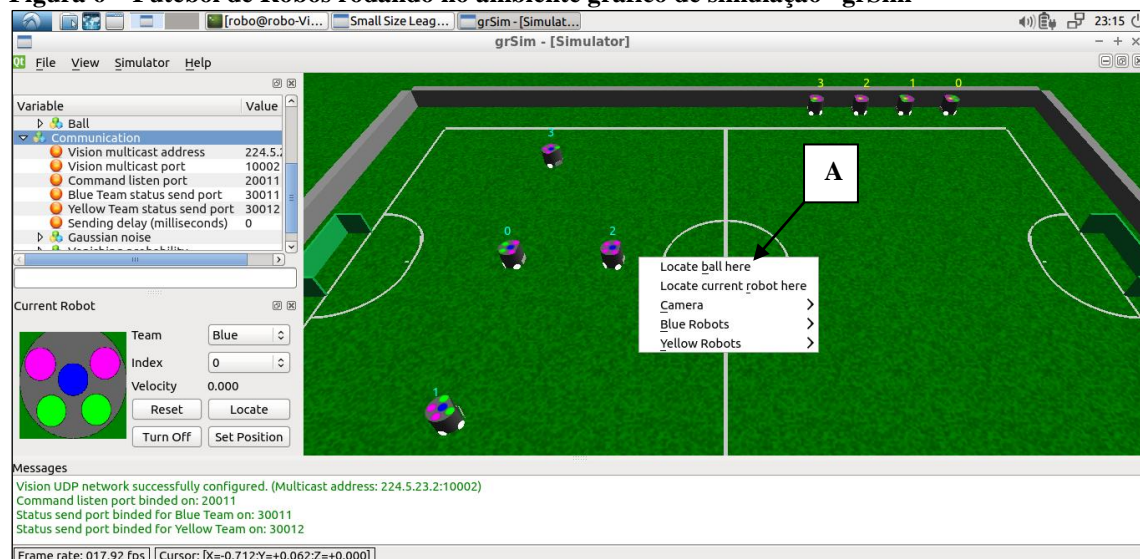 Figura 6 – Futebol de Robôs rodando no ambiente gráfico de simulação - grSim
[robo@robo-Vi...
Small Size Leag...
grSim - [Simulat...
23:15
grSim - [Simulator]
File View Simulator Help
Variable Value
Ball
Communication
Vision multicast address 224.5.2
Vision multicast port 10002
Command listen port 20011
Blue Team status send port 30011
Yellow Team status send port 30012
Sending delay (milliseconds) 0
Gaussian noise
Current Robot
Team Blue
Index 0
Velocity 0.000
Reset Locate
Turn Off Set Position
3 2 1 0
3
A
0 2
Locate ball here
Locate current robot here
Camera
Blue Robots
Yellow Robots
1
Messages
Vision UDP network successfully configured. (Multicast address: 224.5.23.2:10002)
Command listen port binded on: 20011
Status send port binded for Blue Team on: 30011
Status send port binded for Yellow Team on: 30012
Frame rate: 017.92 fps Cursor: [X=-0.712;Y=+0.062;Z=+0.000]